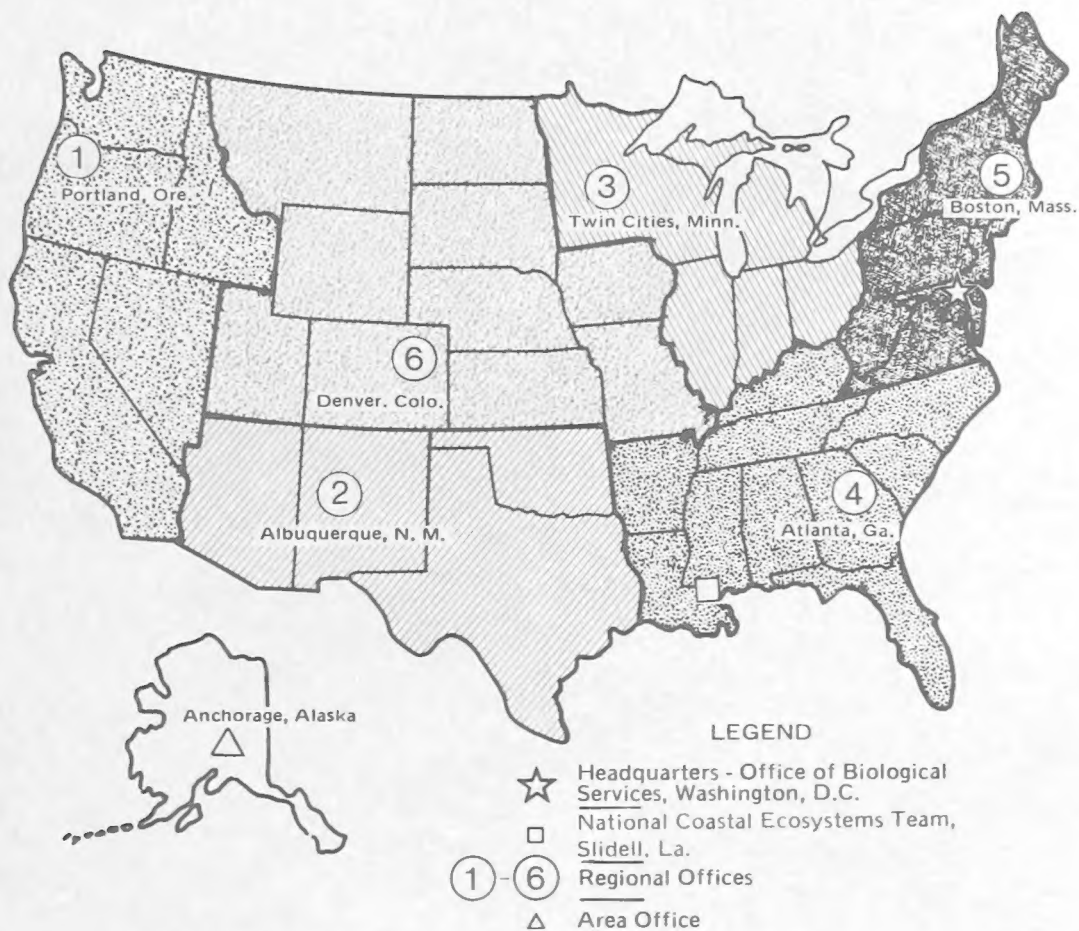 1
Portland, Ore.
3
Twin Cities, Minn.
5
Boston, Mass.
6
Denver. Colo.
2
Albuquerque, N. M.
4
Atlanta, Ga.
Anchorage, Alaska
LEGEND
Headquarters - Office of Biological
Services, Washington, D.C.
National Coastal Ecosystems Team,
Slidell, La.
1 - 6 Regional Offices
Area Office